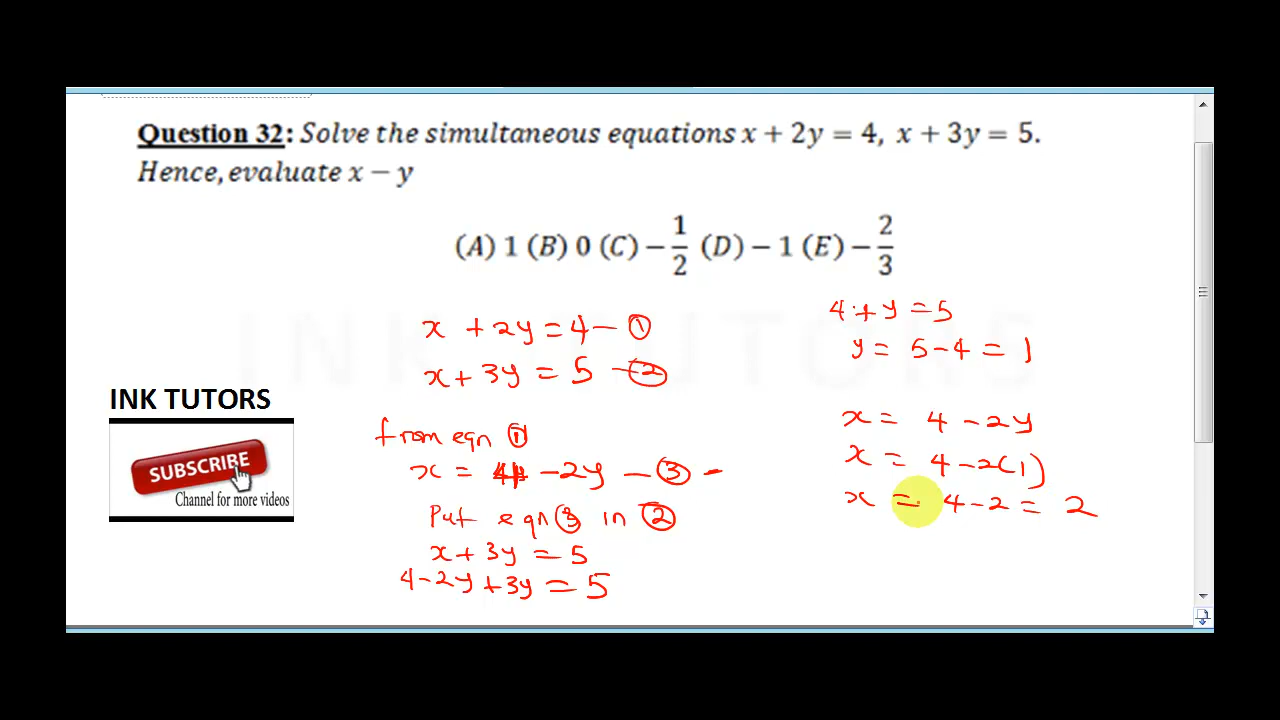 Question 32: Solve the simultaneous equations x + 2y = 4, x + 3y = 5.
Hence, evaluate x − y
(A) 1 (B) 0 (C) − 1/2 (D) − 1 (E) − 2/3
x + 2y = 4 — ①
x + 3y = 5 — ②
from eqn ①
x = 4 − 2y — ③ -
Put eqn ③ in ②
x + 3y = 5
4 - 2y + 3y = 5
4 + y = 5
y = 5 - 4 = 1
x = 4 - 2y
x = 4 - 2(1)
x = 4 - 2 = 2
INK TUTORS
SUBSCRIBE
Channel for more videos
INK TUTORS